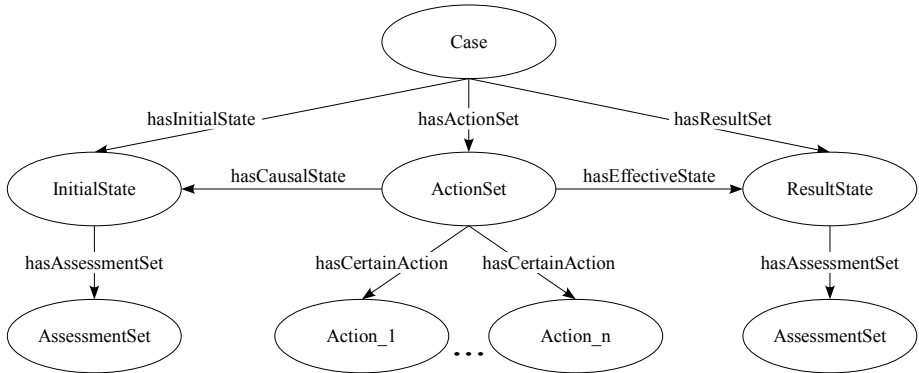 Case
hasInitialState
hasActionSet
hasResultSet
InitialState
hasCausalState
ActionSet
hasEffectiveState
ResultState
hasAssessmentSet
hasCertainAction
hasCertainAction
hasAssessmentSet
AssessmentSet
Action_1
...
Action_n
AssessmentSet